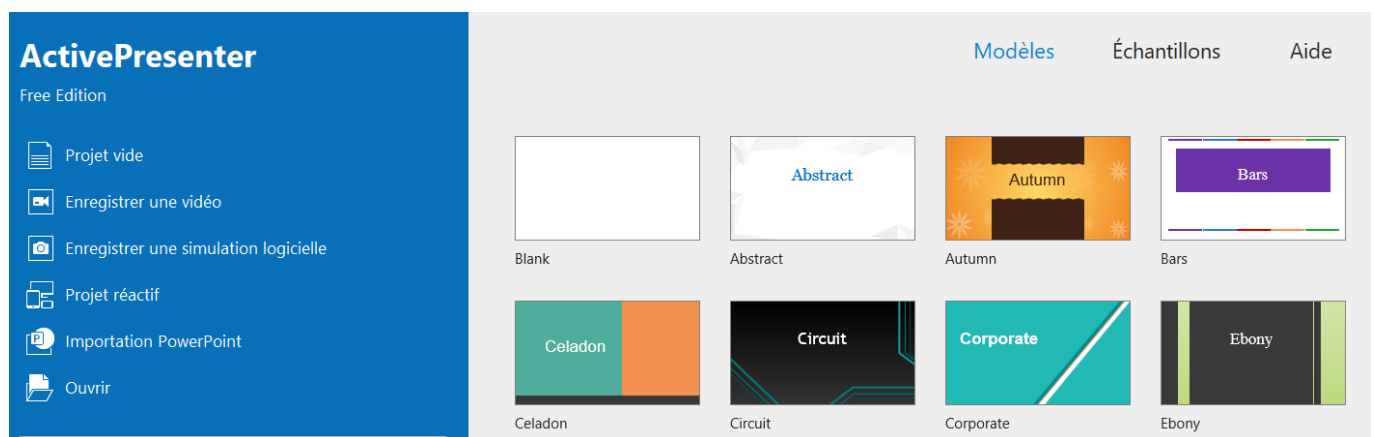 ActivePresenter
Free Edition
Projet vide
Enregistrer une vidéo
Enregistrer une simulation logicielle
Projet réactif
Importation PowerPoint
Ouvrir
Modèles Échantillons Aide
Abstract
Autumn
Bars
Blank Abstract Autumn Bars
Celadon
Circuit
Corporate
Ebony
Celadon Circuit Corporate Ebony